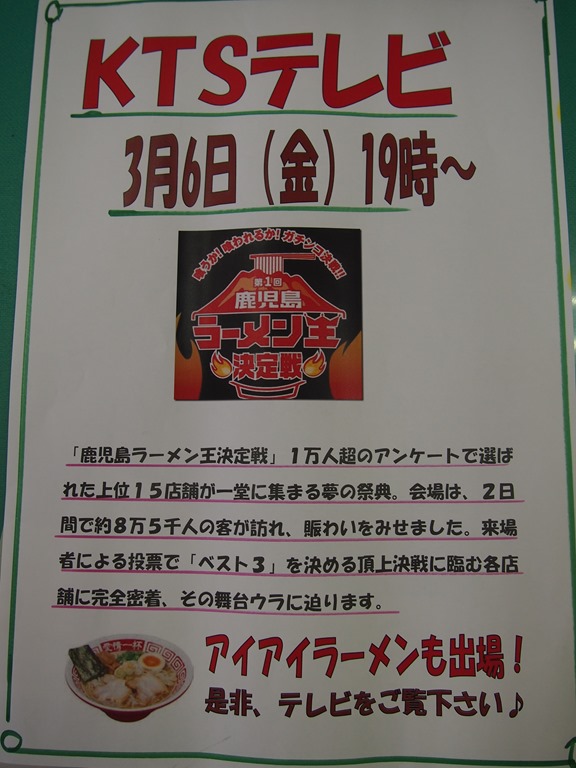 KTSテレビ
3月6日（金）19時～
喰うか！喰われるか！ガチンコ決戦！！
第1回
鹿児島
ラーメン王
決定戦
「鹿児島ラーメン王決定戦」１万人超のアンケートで選ば
れた上位１５店舗が一堂に集まる夢の祭典。会場は、２日
間で約８万５千人の客が訪れ、賑わいをみせました。来場
者による投票で「ベスト３」を決める頂上決戦に臨む各店
舗に完全密着、その舞台ウラに迫ります。
アイアイラーメンも出場！
是非、テレビをご覧下さい♪